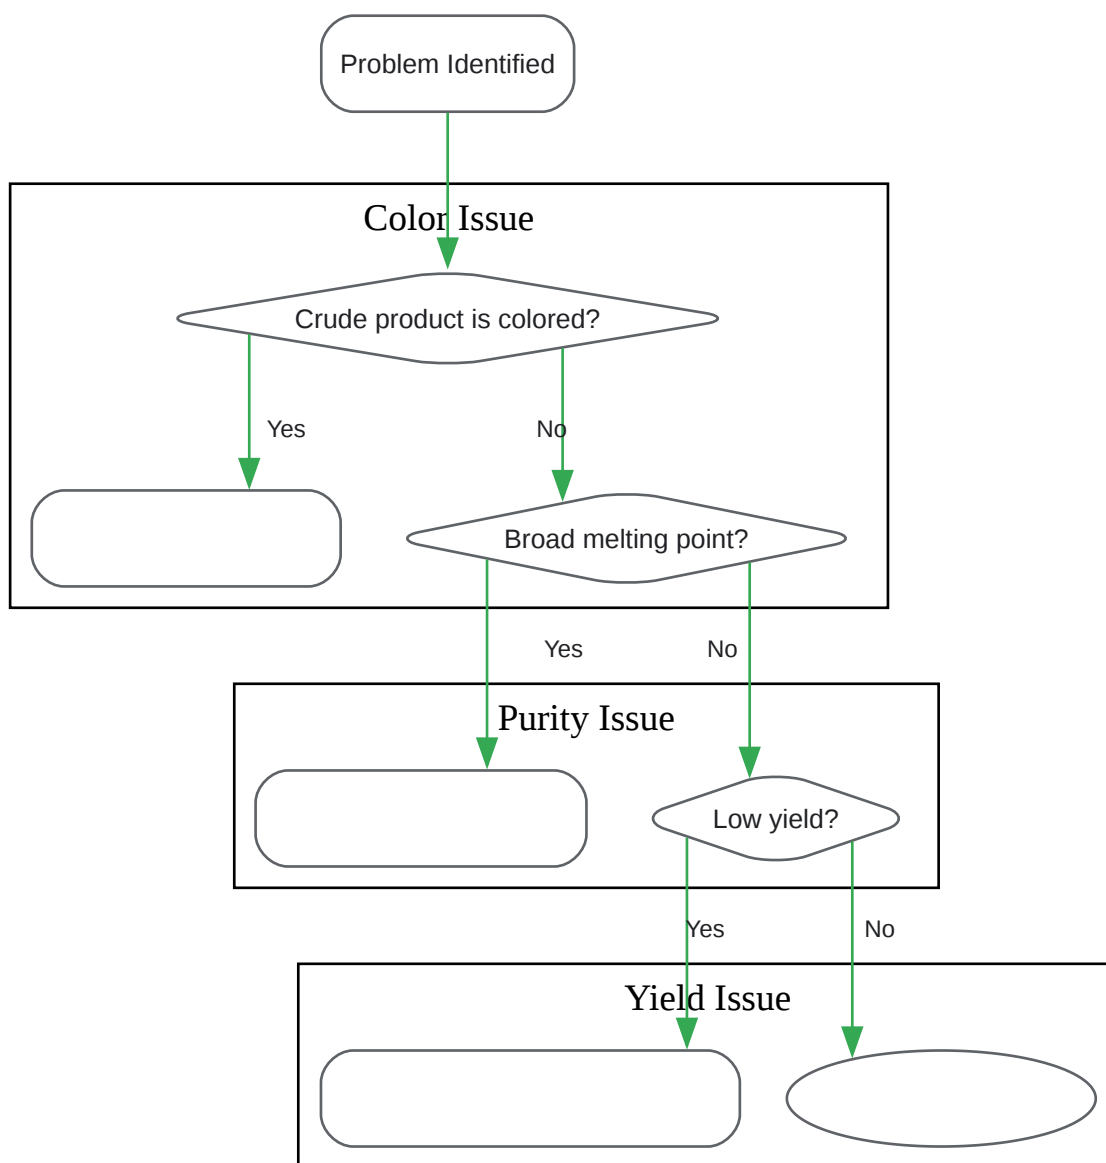 Problem Identified
Color Issue
Crude product is colored?
Yes
No
Broad melting point?
Yes
No
Purity Issue
Low yield?
Yes
No
Yield Issue